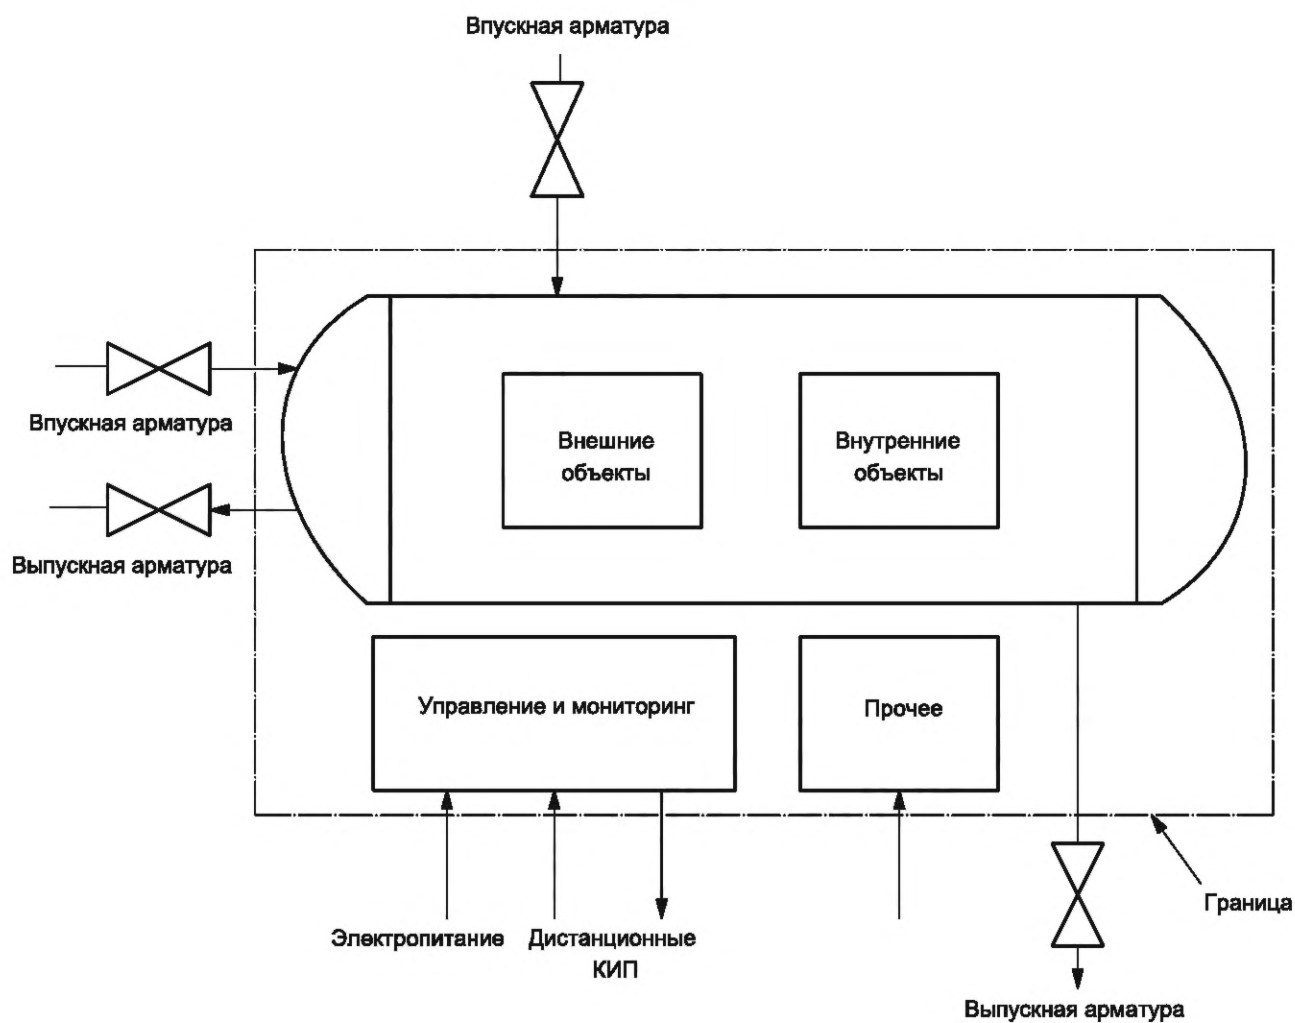 Впускная арматура
Впускная арматура
Внешние
объекты
Внутренние
объекты
Выпускная арматура
Управление и мониторинг
Прочее
Граница
Электропитание
Дистанционные
КИП
Выпускная арматура